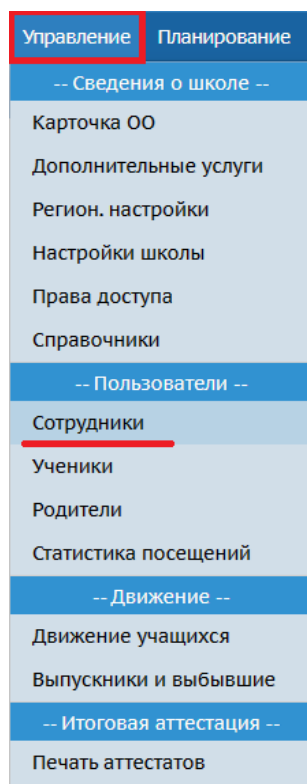 Управление Планирование
-- Сведения о школе --
Карточка ОО
Дополнительные услуги
Регион. настройки
Настройки школы
Права доступа
Справочники
-- Пользователи --
Сотрудники
Ученики
Родители
Статистика посещений
-- Движение --
Движение учащихся
Выпускники и выбывшие
-- Итоговая аттестация --
Печать аттестатов